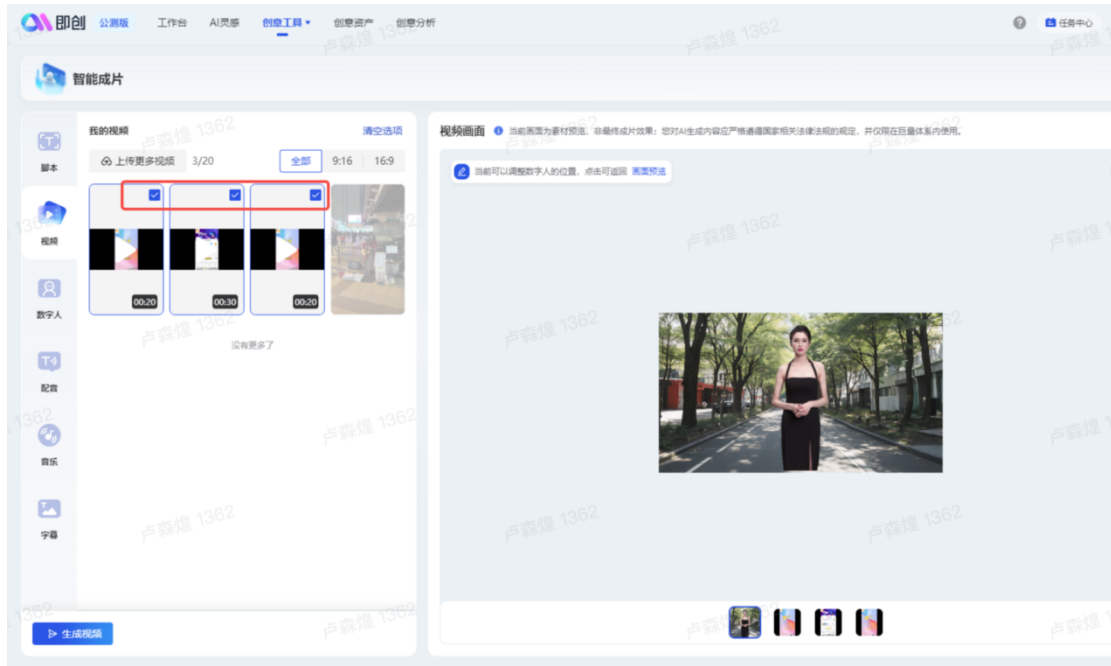 即创 公测版 工作台 AI灵感 创意工具 创意资产 创意分析 任务中心
智能成片
脚本
视频
数字人
配音
音乐
字幕
我的视频 清空选项
上传更多视频 3/20 全部 9:16 16:9
00:20 00:30 00:20
没有更多了
生成视频
视频画面 当前画面为素材预览，非最终成片效果；您对AI生成内容应严格遵循国家相关法律法规的规定，并仅限在巨量体系内使用。
当前可以调整数字人的位置，点击可返回 画面预览
卢森煌 1362